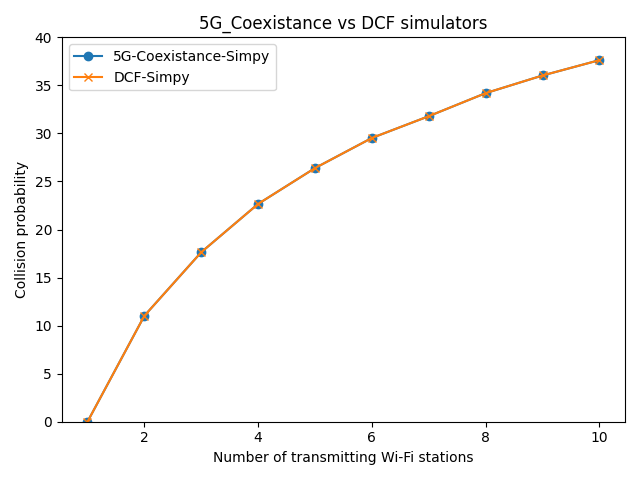 5G_Coexistance vs DCF simulators
5G-Coexistance-Simpy
DCF-Simpy
Collision probability
40
35
30
25
20
15
10
5
0
2 4 6 8 10
Number of transmitting Wi-Fi stations